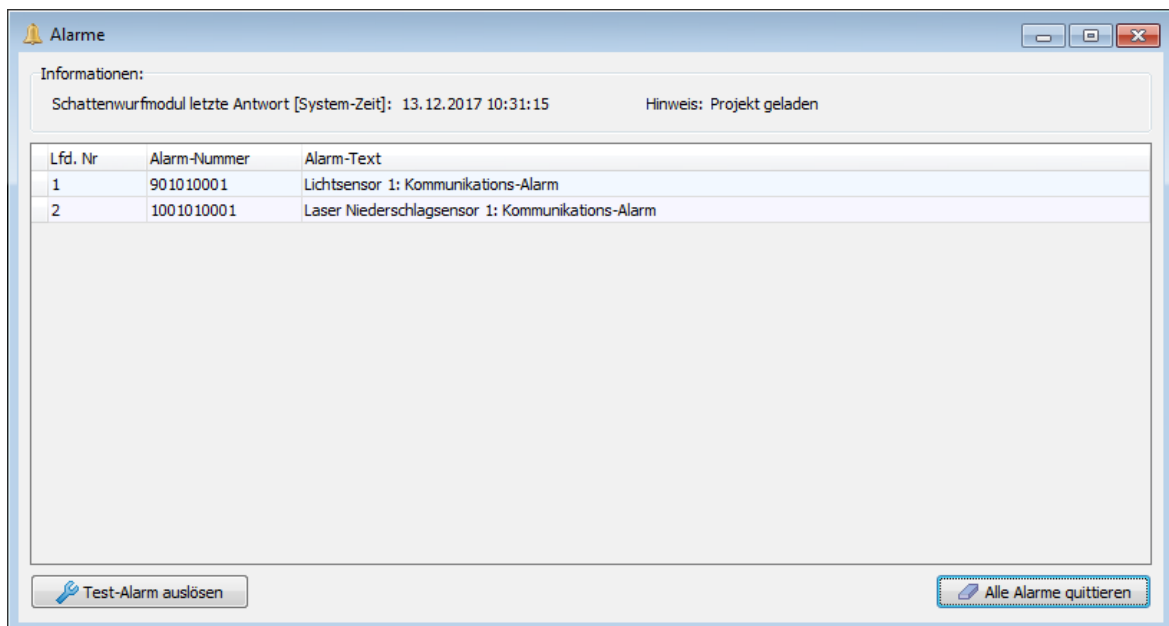 Alarme
Informationen:
Schattenwurfmodul letzte Antwort [System-Zeit]: 13.12.2017 10:31:15 Hinweis: Projekt geladen
Lfd. Nr Alarm-Nummer Alarm-Text
1 901010001 Lichtsensor 1: Kommunikations-Alarm
2 1001010001 Laser Niederschlagsensor 1: Kommunikations-Alarm
Test-Alarm auslösen Alle Alarme quittieren